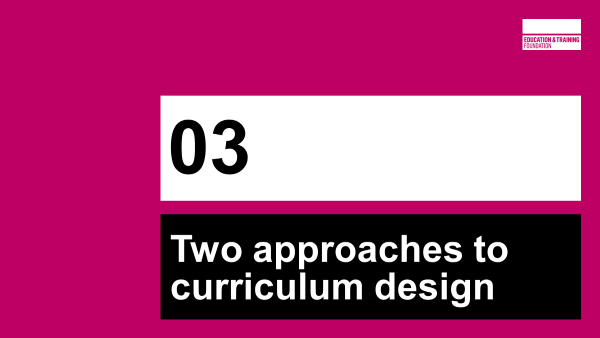 EDUCATION & TRAINING
FOUNDATION
03
Two approaches to
curriculum design